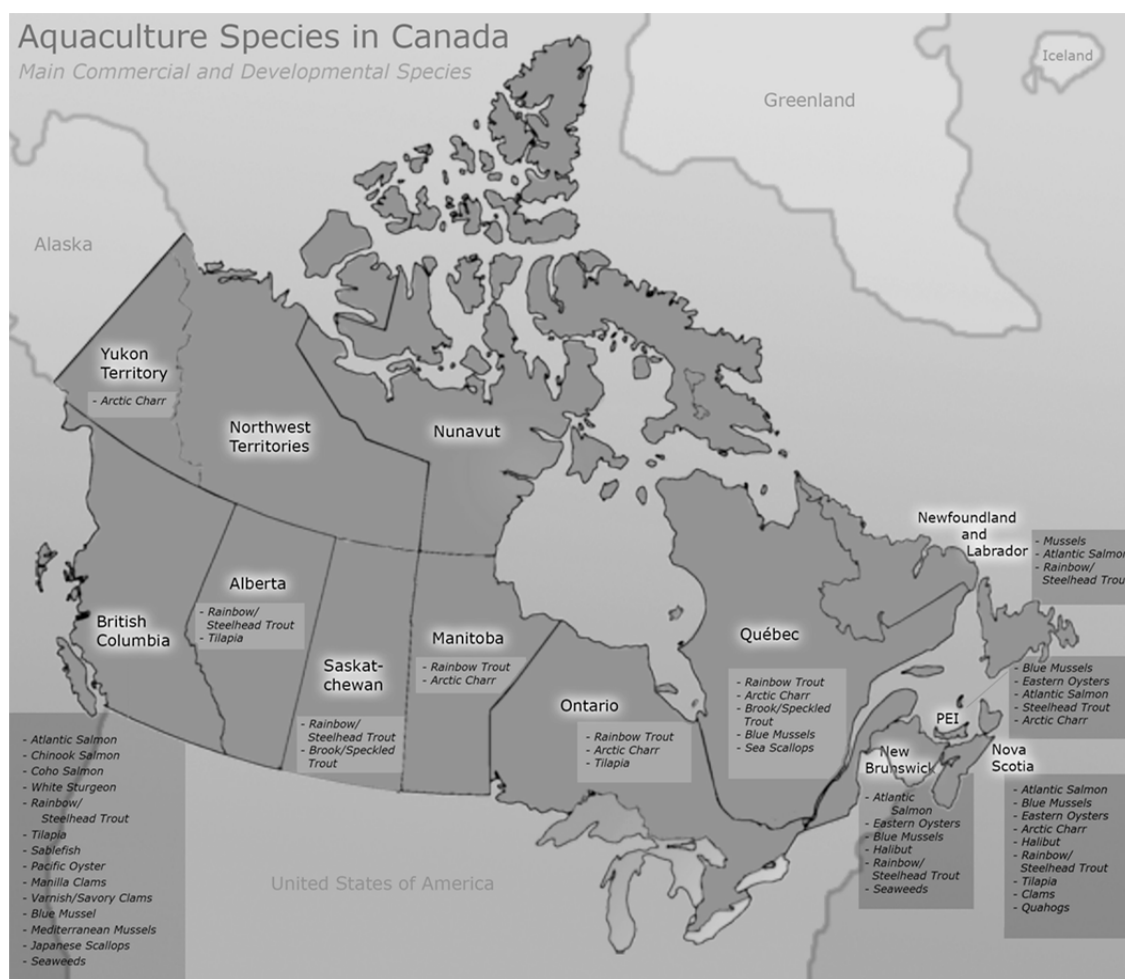 Aquaculture Species in Canada
Main Commercial and Developmental Species
Iceland
Greenland
Alaska
Yukon
Territory
- Arctic Charr
Northwest
Territories
Nunavut
Newfoundland
and
Labrador
- Mussels
- Atlantic Salmon
- Rainbow/
Steelhead Trout
British
Columbia
- Atlantic Salmon
- Chinook Salmon
- Coho Salmon
- White Sturgeon
- Rainbow/
Steelhead Trout
- Tilapia
- Sablefish
- Pacific Oyster
- Manilla Clams
- Varnish/Savory Clams
- Blue Mussel
- Mediterranean Mussels
- Japanese Scallops
- Seaweeds
Alberta
- Rainbow/
Steelhead Trout
- Tilapia
Saskat-
chewan
- Rainbow/
Steelhead Trout
- Brook/Speckled
Trout
Manitoba
- Rainbow Trout
- Arctic Charr
Ontario
- Rainbow Trout
- Arctic Charr
- Tilapia
Québec
- Rainbow Trout
- Arctic Charr
- Brook/Speckled
Trout
- Blue Mussels
- Sea Scallops
PEI
- Blue Mussels
- Eastern Oysters
- Atlantic Salmon
- Steelhead Trout
- Arctic Charr
New
Brunswick
- Atlantic
Salmon
- Eastern Oysters
- Blue Mussels
- Halibut
- Rainbow/
Steelhead Trout
- Seaweeds
Nova
Scotia
- Atlantic Salmon
- Blue Mussels
- Eastern Oysters
- Arctic Charr
- Halibut
- Rainbow/
Steelhead Trout
- Tilapia
- Clams
- Quahogs
United States of America